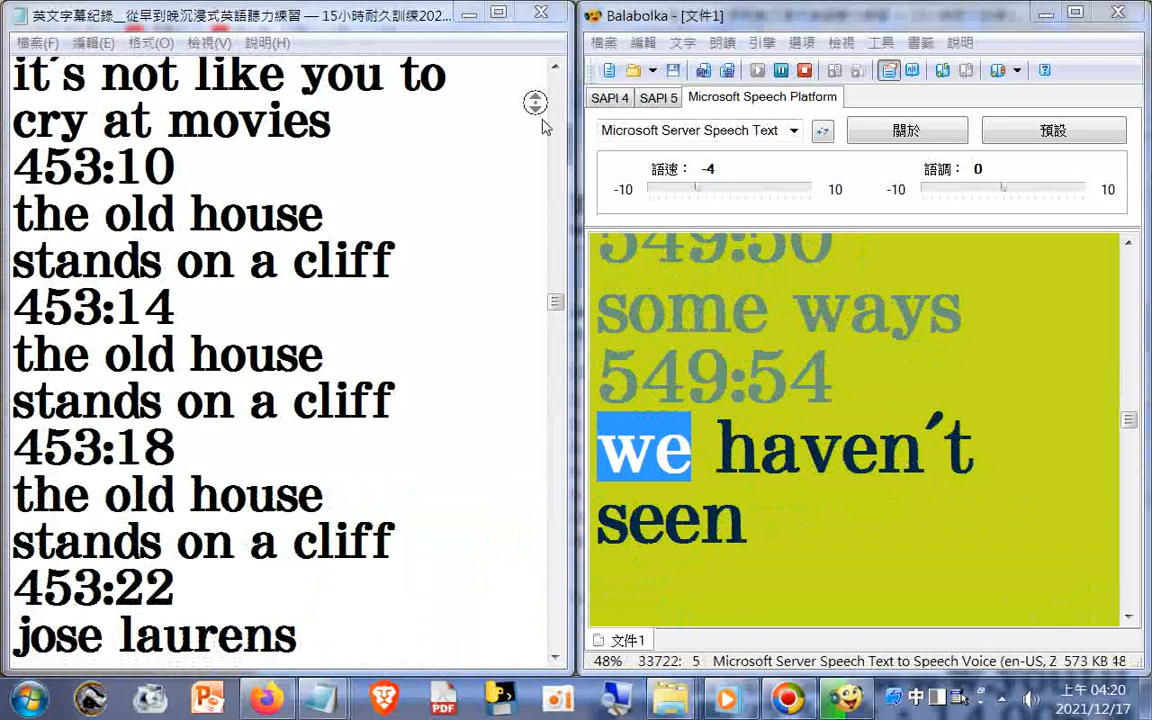 英文字幕紀錄__從早到晚沉浸式英語聽力練習 — 15小時耐久訓練202...
檔案(F) 編輯(E) 格式(O) 檢視(V) 說明(H)
it´s not like you to
cry at movies
453:10
the old house
stands on a cliff
453:14
the old house
stands on a cliff
453:18
the old house
stands on a cliff
453:22
jose laurens
Balabolka - [文件1]
檔案 編輯 文字 朗讀 引擎 選項 檢視 工具 書籤 說明
SAPI 4 SAPI 5 Microsoft Speech Platform
Microsoft Server Speech Text 關於 預設
語速： -4 語調： 0
-10 10 -10 10
549:50
some ways
549:54
we haven´t
seen
文件1
48% 33722: 5 Microsoft Server Speech Text to Speech Voice (en-US, Z 573 KB 48
PDF
中
上午 04:20
2021/12/17